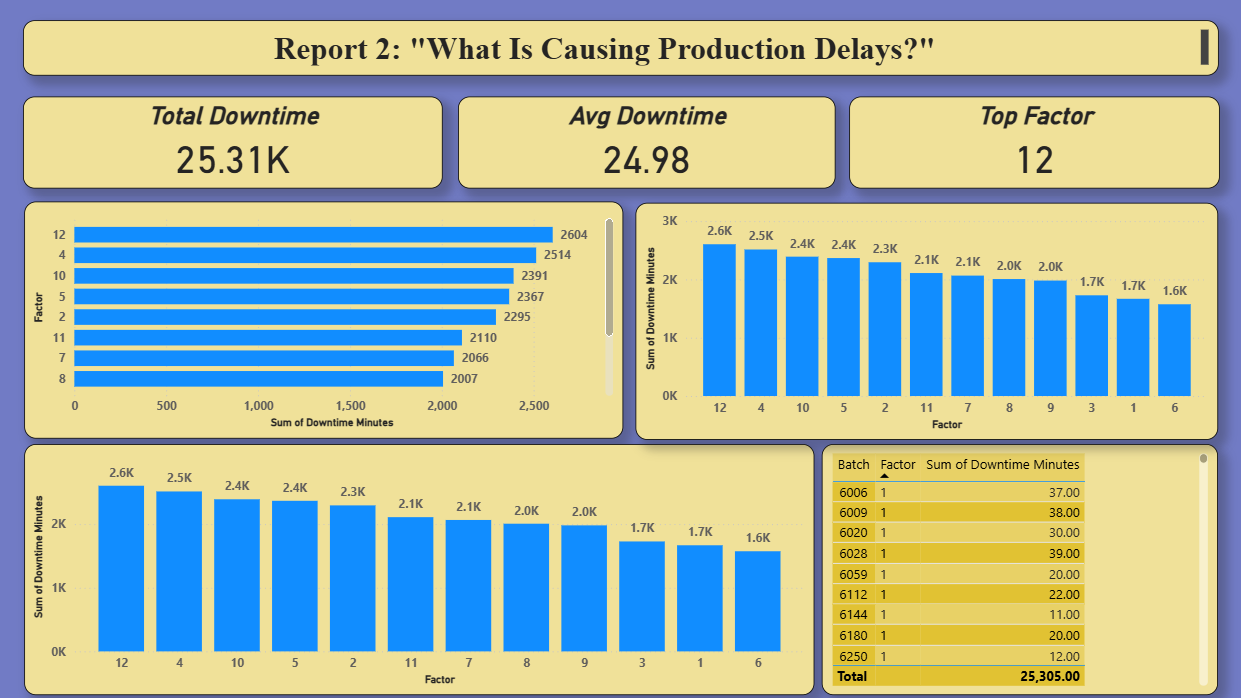 Report 2: "What Is Causing Production Delays?"
Total Downtime
25.31K
Avg Downtime
24.98
Top Factor
12
Factor
12 2604
4 2514
10 2391
5 2367
2 2295
11 2110
7 2066
8 2007
0 500 1,000 1,500 2,000 2,500
Sum of Downtime Minutes
Sum of Downtime Minutes
3K
2K
1K
0K
2.6K 2.5K 2.4K 2.4K 2.3K 2.1K 2.1K 2.0K 2.0K 1.7K 1.7K 1.6K
12 4 10 5 2 11 7 8 9 3 1 6
Factor
Sum of Downtime Minutes
2K
1K
0K
2.6K 2.5K 2.4K 2.4K 2.3K 2.1K 2.1K 2.0K 2.0K 1.7K 1.7K 1.6K
12 4 10 5 2 11 7 8 9 3 1 6
Factor
Batch Factor Sum of Downtime Minutes
6006 1 37.00
6009 1 38.00
6020 1 30.00
6028 1 39.00
6059 1 20.00
6112 1 22.00
6144 1 11.00
6180 1 20.00
6250 1 12.00
Total 25,305.00